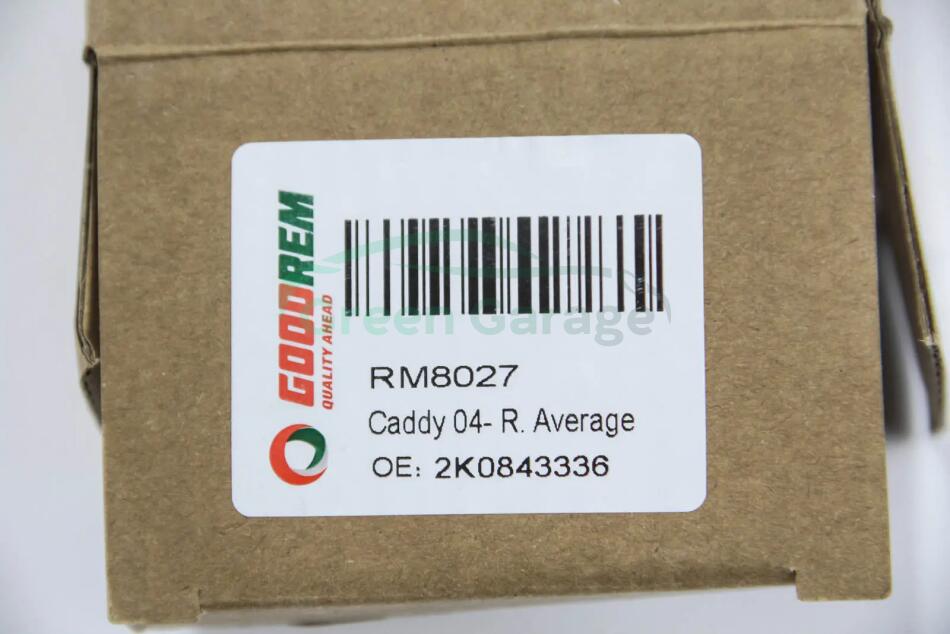 GOODREM
QUALITY AHEAD
Green Garage
RM8027
Caddy 04- R. Average
OE: 2K0843336